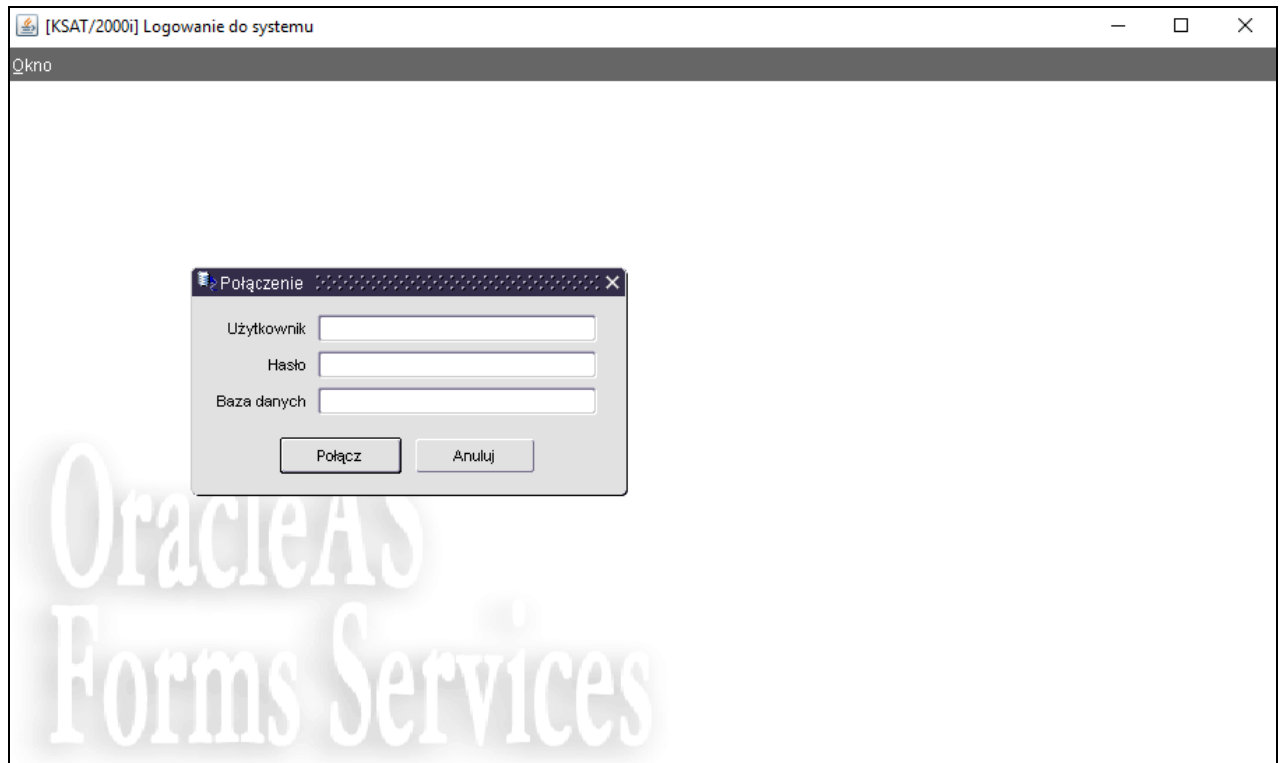 [KSAT/2000i] Logowanie do systemu
Okno
Połączenie
Użytkownik
Hasło
Baza danych
Połącz Anuluj
OracleAS
Forms Services